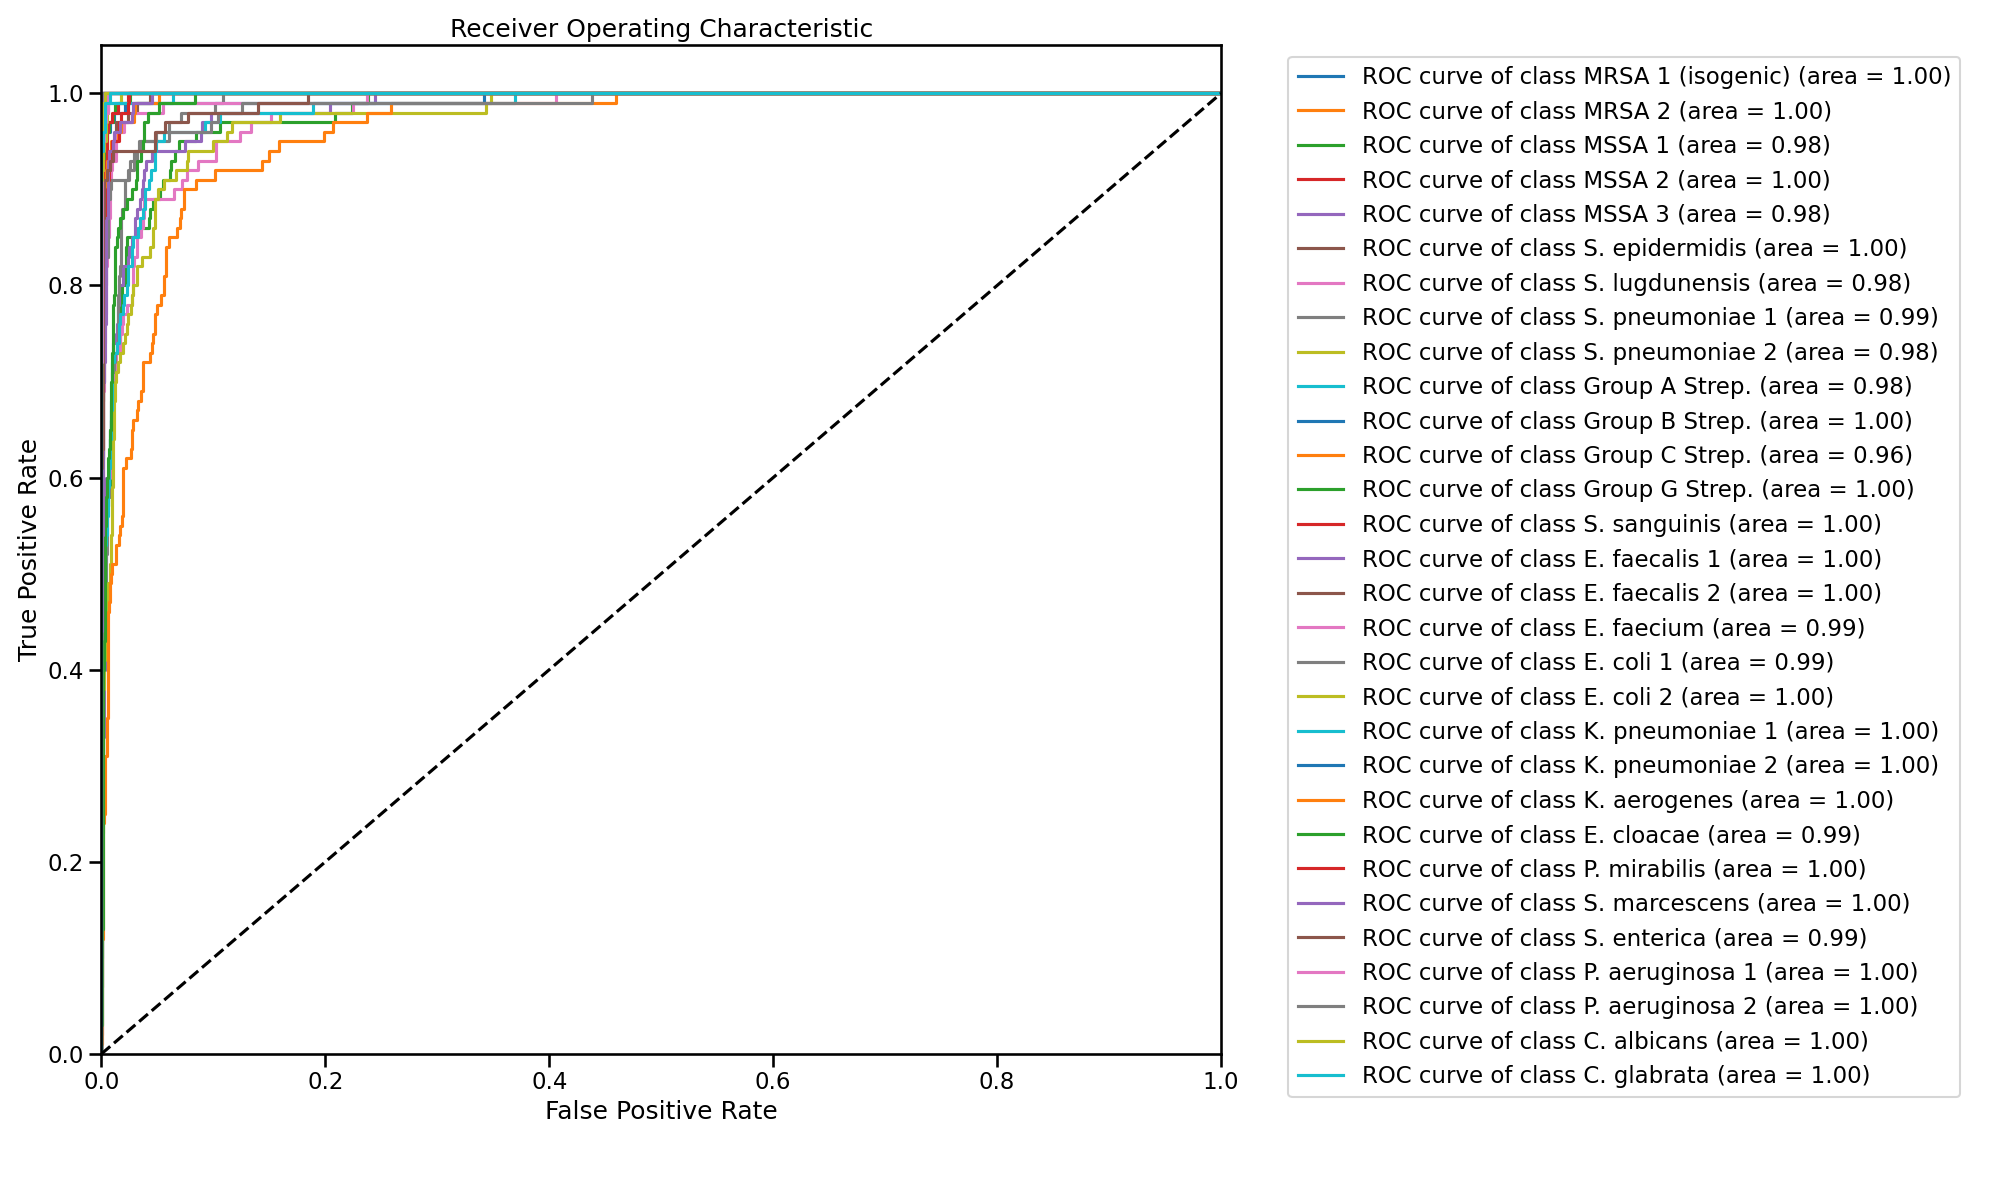 Receiver Operating Characteristic
1.0
0.8
0.6
0.4
0.2
0.0
True Positive Rate
0.0 0.2 0.4 0.6 0.8 1.0
False Positive Rate
ROC curve of class MRSA 1 (isogenic) (area = 1.00)
ROC curve of class MRSA 2 (area = 1.00)
ROC curve of class MSSA 1 (area = 0.98)
ROC curve of class MSSA 2 (area = 1.00)
ROC curve of class MSSA 3 (area = 0.98)
ROC curve of class S. epidermidis (area = 1.00)
ROC curve of class S. lugdunensis (area = 0.98)
ROC curve of class S. pneumoniae 1 (area = 0.99)
ROC curve of class S. pneumoniae 2 (area = 0.98)
ROC curve of class Group A Strep. (area = 0.98)
ROC curve of class Group B Strep. (area = 1.00)
ROC curve of class Group C Strep. (area = 0.96)
ROC curve of class Group G Strep. (area = 1.00)
ROC curve of class S. sanguinis (area = 1.00)
ROC curve of class E. faecalis 1 (area = 1.00)
ROC curve of class E. faecalis 2 (area = 1.00)
ROC curve of class E. faecium (area = 0.99)
ROC curve of class E. coli 1 (area = 0.99)
ROC curve of class E. coli 2 (area = 1.00)
ROC curve of class K. pneumoniae 1 (area = 1.00)
ROC curve of class K. pneumoniae 2 (area = 1.00)
ROC curve of class K. aerogenes (area = 1.00)
ROC curve of class E. cloacae (area = 0.99)
ROC curve of class P. mirabilis (area = 1.00)
ROC curve of class S. marcescens (area = 1.00)
ROC curve of class S. enterica (area = 0.99)
ROC curve of class P. aeruginosa 1 (area = 1.00)
ROC curve of class P. aeruginosa 2 (area = 1.00)
ROC curve of class C. albicans (area = 1.00)
ROC curve of class C. glabrata (area = 1.00)